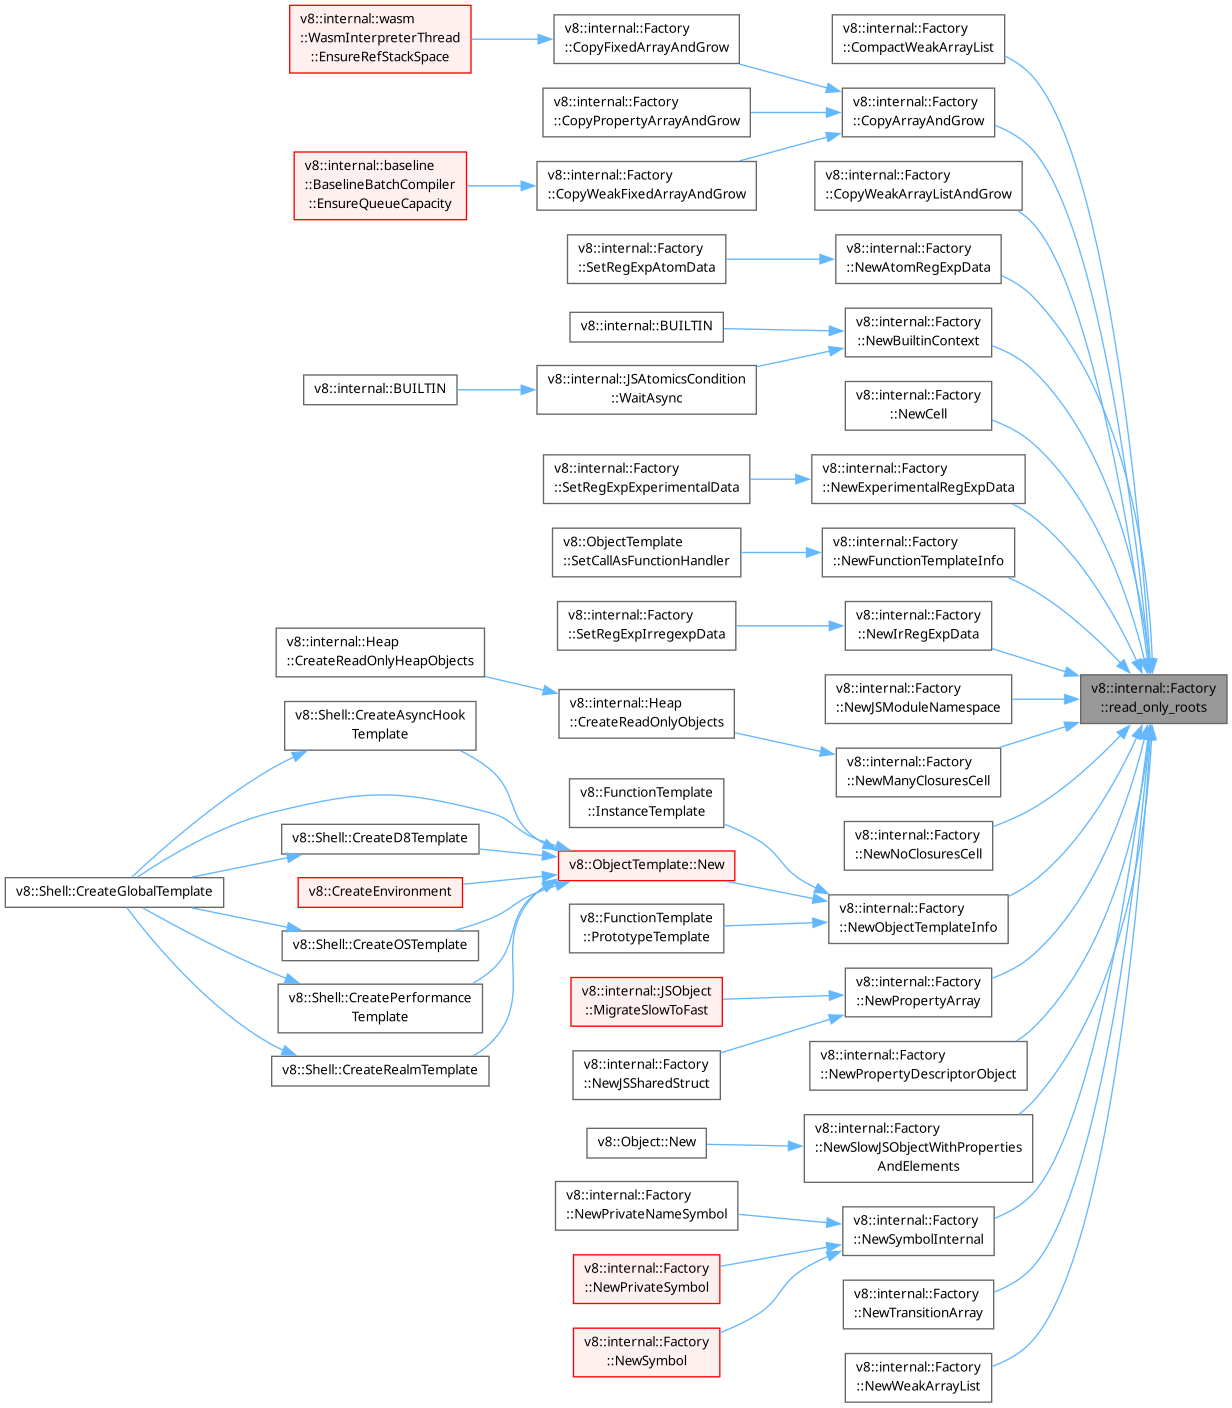 v8::internal::wasm
::WasmInterpreterThread
::EnsureRefStackSpace
v8::internal::Factory
::CopyFixedArrayAndGrow
v8::internal::Factory
::CompactWeakArrayList
v8::internal::Factory
::CopyPropertyArrayAndGrow
v8::internal::Factory
::CopyArrayAndGrow
v8::internal::baseline
::BaselineBatchCompiler
::EnsureQueueCapacity
v8::internal::Factory
::CopyWeakFixedArrayAndGrow
v8::internal::Factory
::CopyWeakArrayListAndGrow
v8::internal::Factory
::SetRegExpAtomData
v8::internal::Factory
::NewAtomRegExpData
v8::internal::BUILTIN
v8::internal::Factory
::NewBuiltinContext
v8::internal::BUILTIN
v8::internal::JSAtomicsCondition
::WaitAsync
v8::internal::Factory
::NewCell
v8::internal::Factory
::SetRegExpExperimentalData
v8::internal::Factory
::NewExperimentalRegExpData
v8::ObjectTemplate
::SetCallAsFunctionHandler
v8::internal::Factory
::NewFunctionTemplateInfo
v8::internal::Factory
::SetRegExpIrregexpData
v8::internal::Factory
::NewIrRegExpData
v8::internal::Heap
::CreateReadOnlyHeapObjects
v8::internal::Factory
::read_only_roots
v8::internal::Heap
::CreateReadOnlyObjects
v8::internal::Factory
::NewJSModuleNamespace
v8::Shell::CreateAsyncHook
Template
v8::internal::Factory
::NewManyClosuresCell
v8::FunctionTemplate
::InstanceTemplate
v8::Shell::CreateD8Template
v8::internal::Factory
::NewNoClosuresCell
v8::ObjectTemplate::New
v8::Shell::CreateGlobalTemplate
v8::CreateEnvironment
v8::FunctionTemplate
::PrototypeTemplate
v8::internal::Factory
::NewObjectTemplateInfo
v8::Shell::CreateOSTemplate
v8::Shell::CreatePerformance
Template
v8::internal::JSObject
::MigrateSlowToFast
v8::internal::Factory
::NewPropertyArray
v8::Shell::CreateRealmTemplate
v8::internal::Factory
::NewJSSharedStruct
v8::internal::Factory
::NewPropertyDescriptorObject
v8::Object::New
v8::internal::Factory
::NewSlowJSObjectWithProperties
AndElements
v8::internal::Factory
::NewPrivateNameSymbol
v8::internal::Factory
::NewSymbolInternal
v8::internal::Factory
::NewPrivateSymbol
v8::internal::Factory
::NewTransitionArray
v8::internal::Factory
::NewSymbol
v8::internal::Factory
::NewWeakArrayList